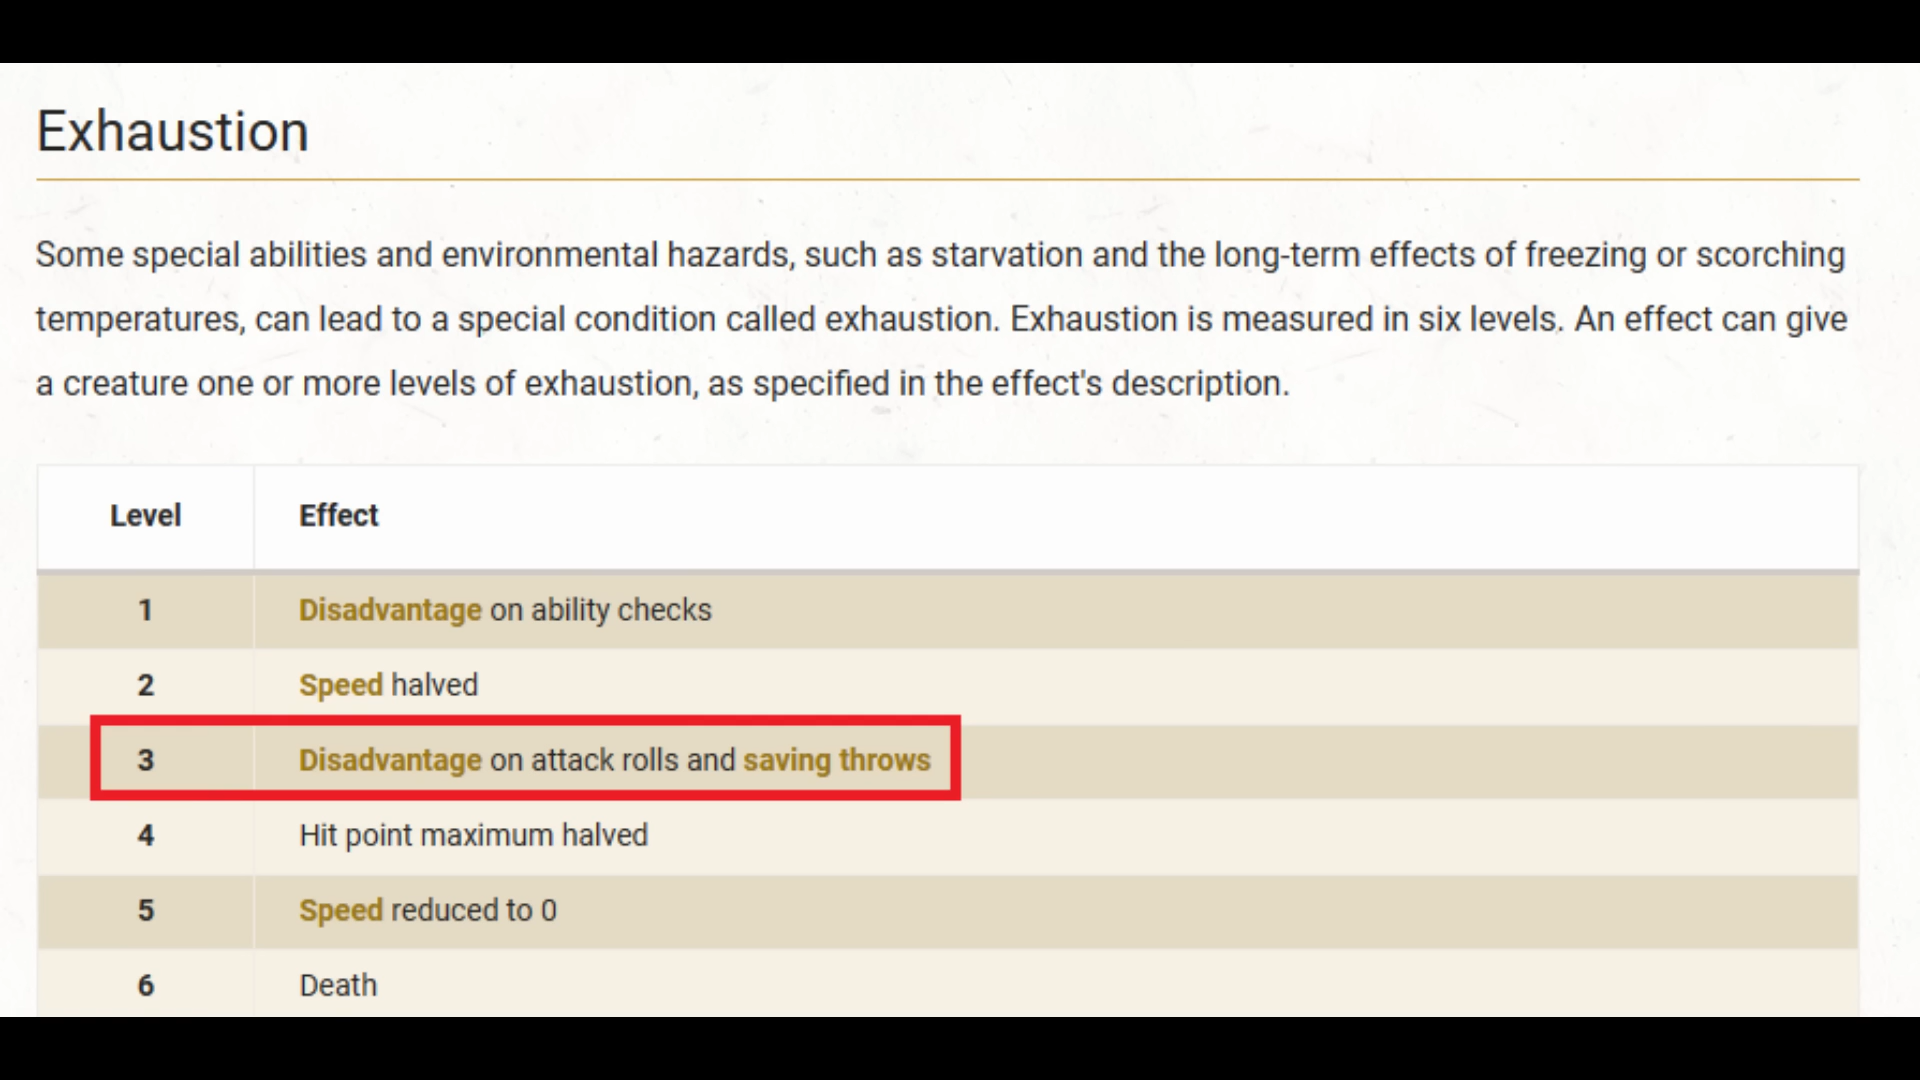 Exhaustion
Some special abilities and environmental hazards, such as starvation and the long-term effects of freezing or scorching
temperatures, can lead to a special condition called exhaustion. Exhaustion is measured in six levels. An effect can give
a creature one or more levels of exhaustion, as specified in the effect's description.
Level Effect
1 Disadvantage on ability checks
2 Speed halved
3 Disadvantage on attack rolls and saving throws
4 Hit point maximum halved
5 Speed reduced to 0
6 Death